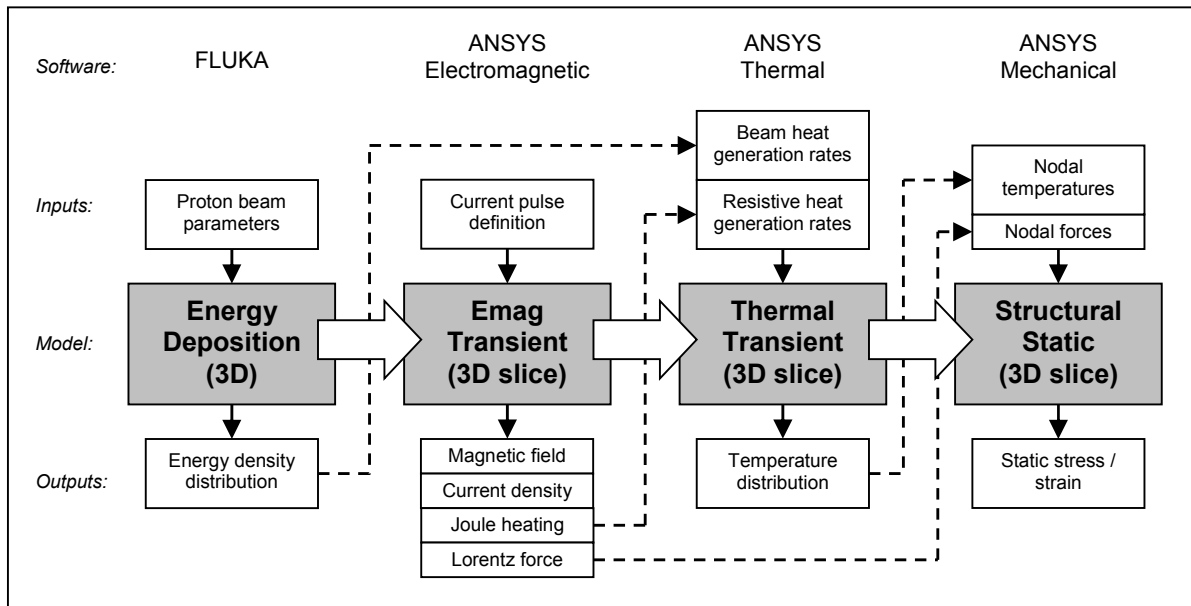 Software:
FLUKA
ANSYS
Electromagnetic
ANSYS
Thermal
ANSYS
Mechanical
Inputs:
Proton beam
parameters
Current pulse
definition
Beam heat
generation rates
Resistive heat
generation rates
Nodal
temperatures
Nodal forces
Model:
Energy
Deposition
(3D)
Emag
Transient
(3D slice)
Thermal
Transient
(3D slice)
Structural
Static
(3D slice)
Outputs:
Energy density
distribution
Magnetic field
Current density
Joule heating
Lorentz force
Temperature
distribution
Static stress /
strain